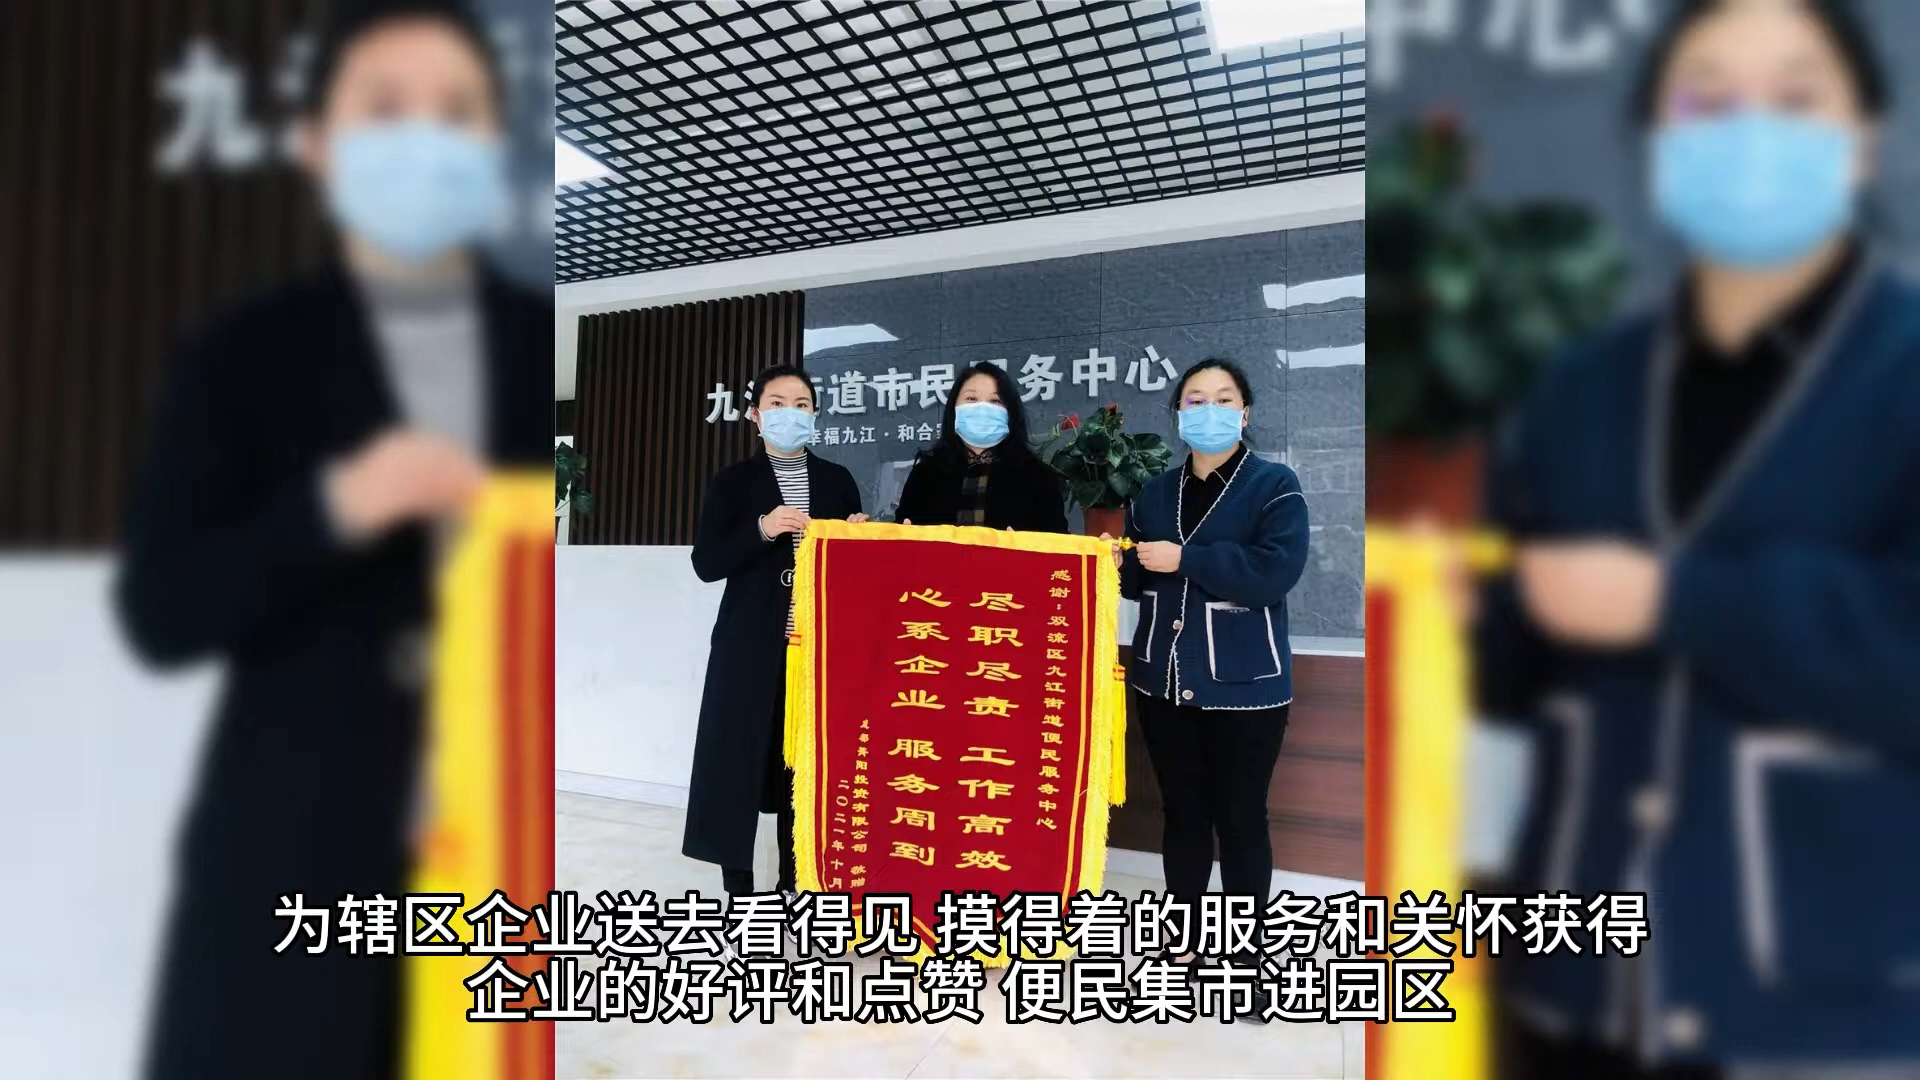 九江街道市民服务中心
幸福九江·和合
感谢：双流区九江街道便民服务中心
尽职尽责 工作高效
心系企业 服务周到
投资有限公司 敬赠
二〇二一年十月
为辖区企业送去看得见 摸得着的服务和关怀获得
企业的好评和点赞 便民集市进园区